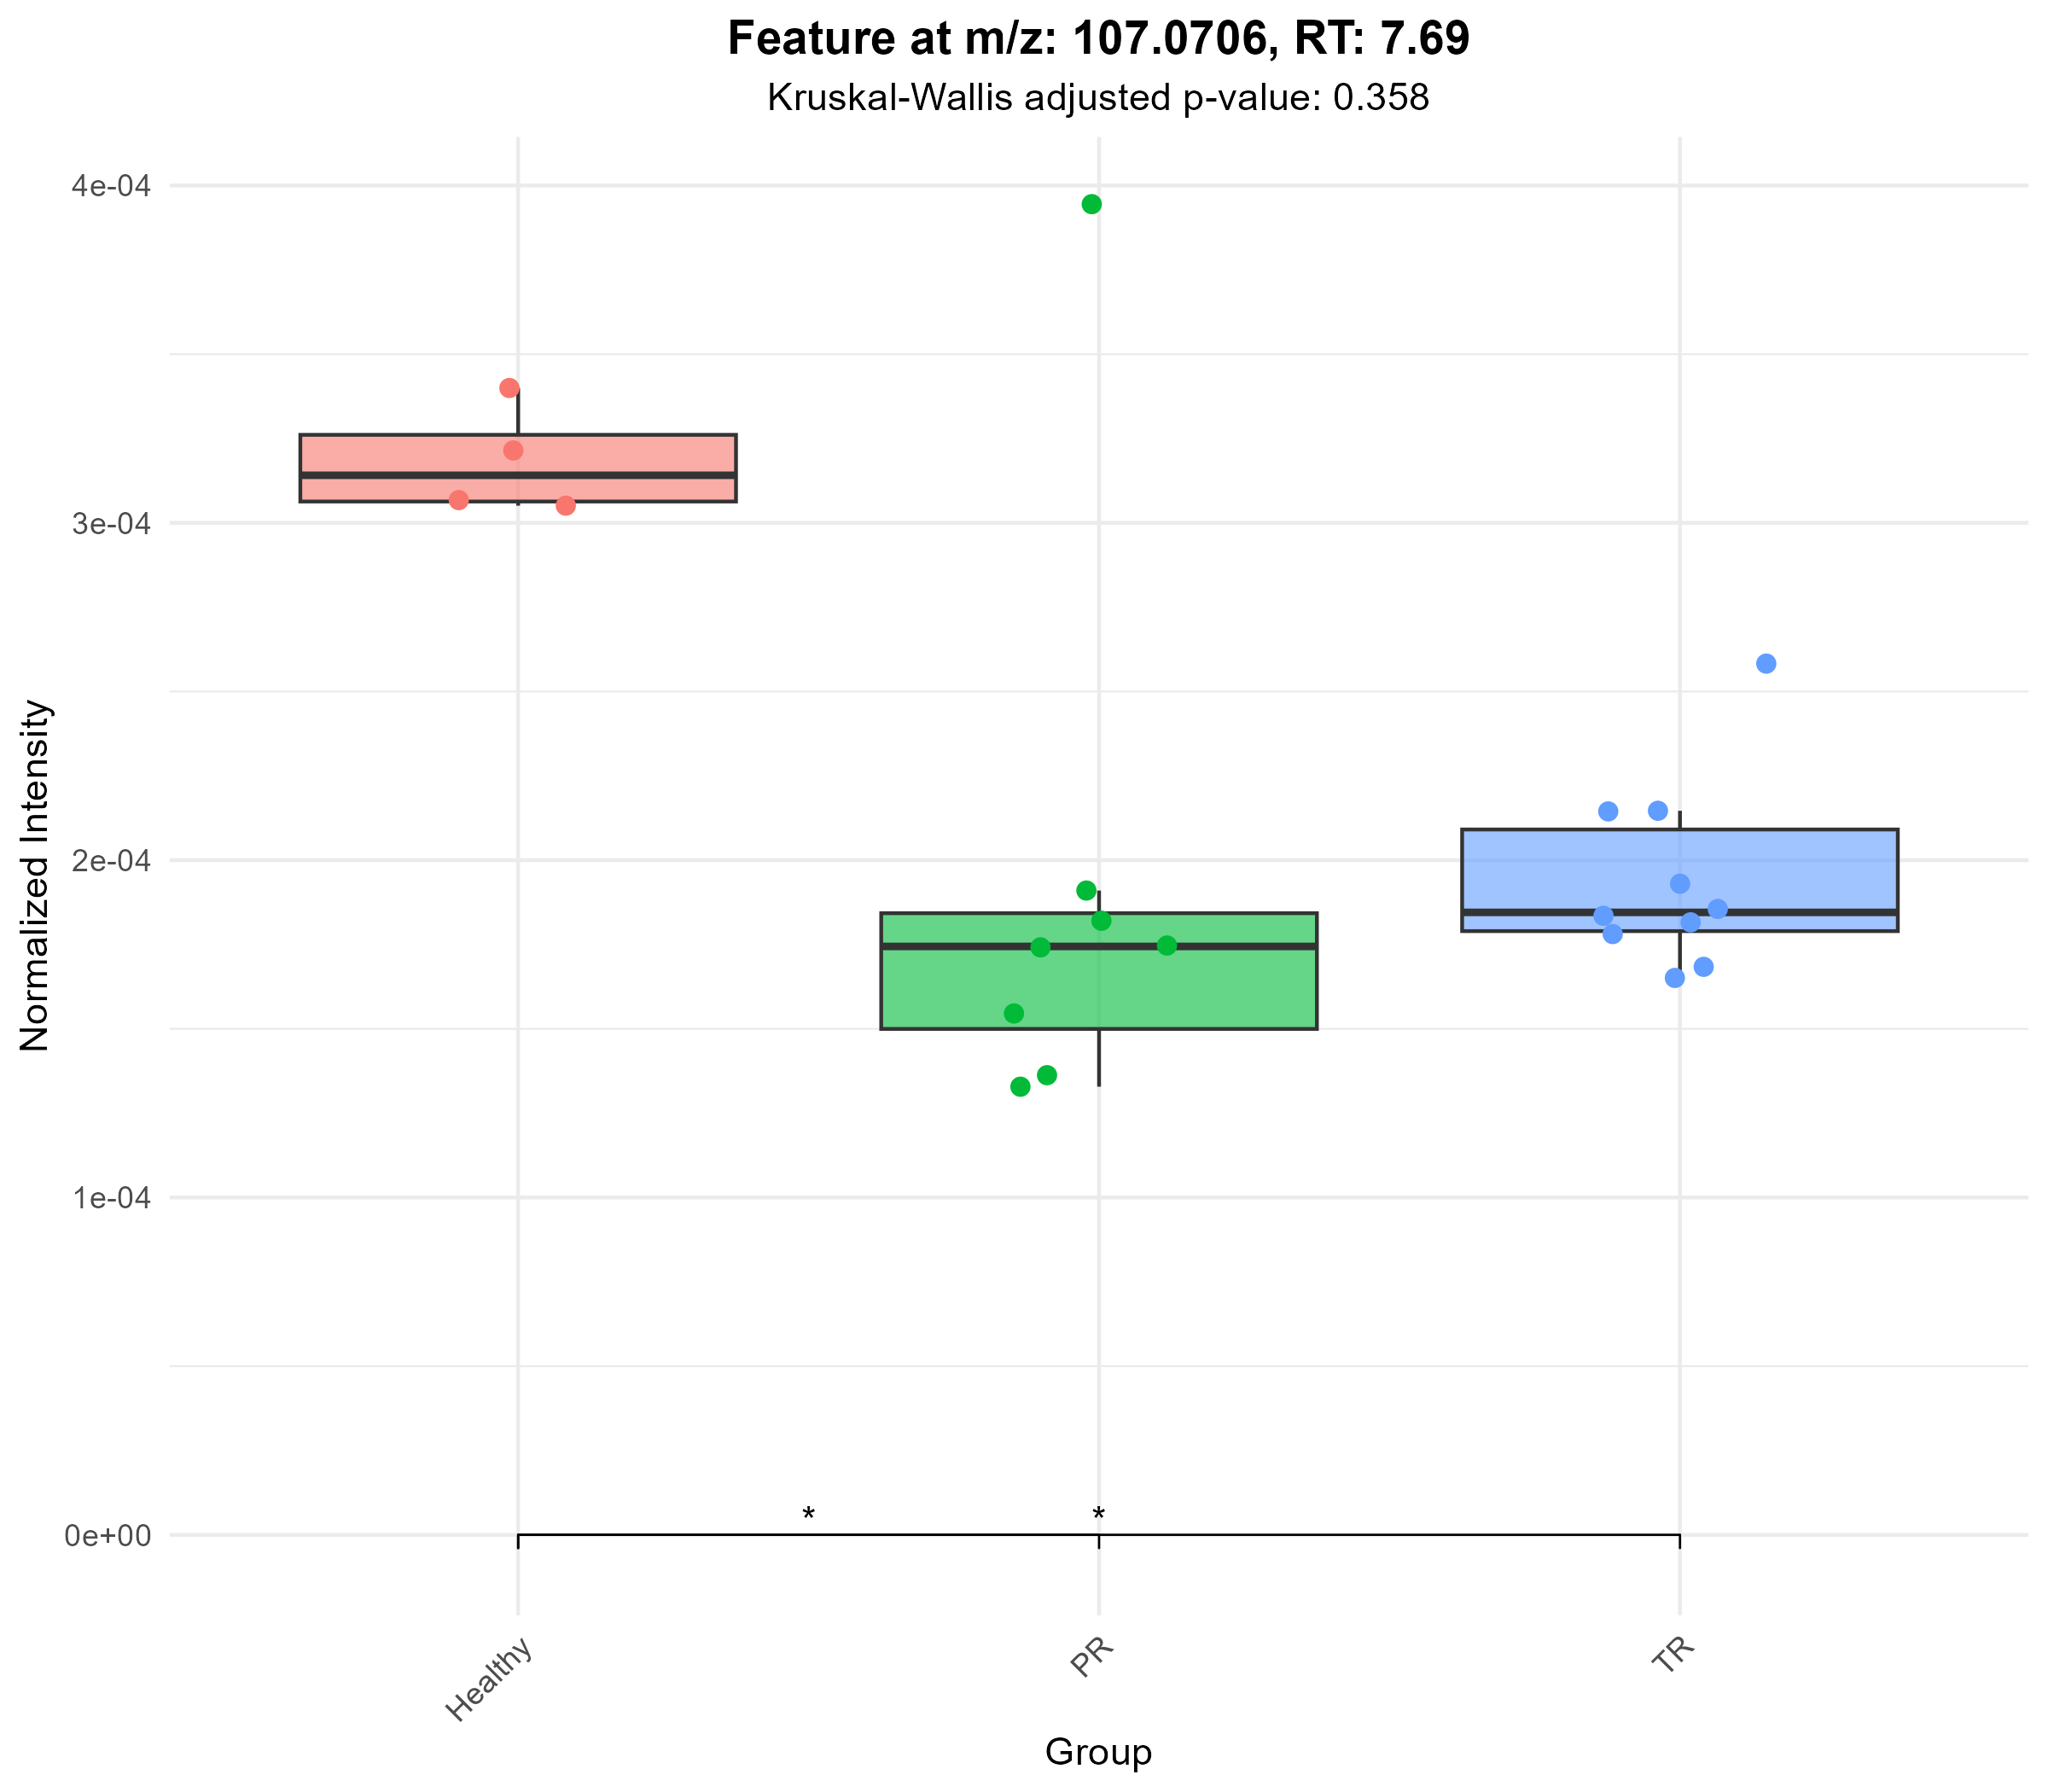 Feature at m/z: 107.0706, RT: 7.69
Kruskal-Wallis adjusted p-value: 0.358
Normalized Intensity
4e-04
3e-04
2e-04
1e-04
0e+00
* *
Healthy PR TR
Group